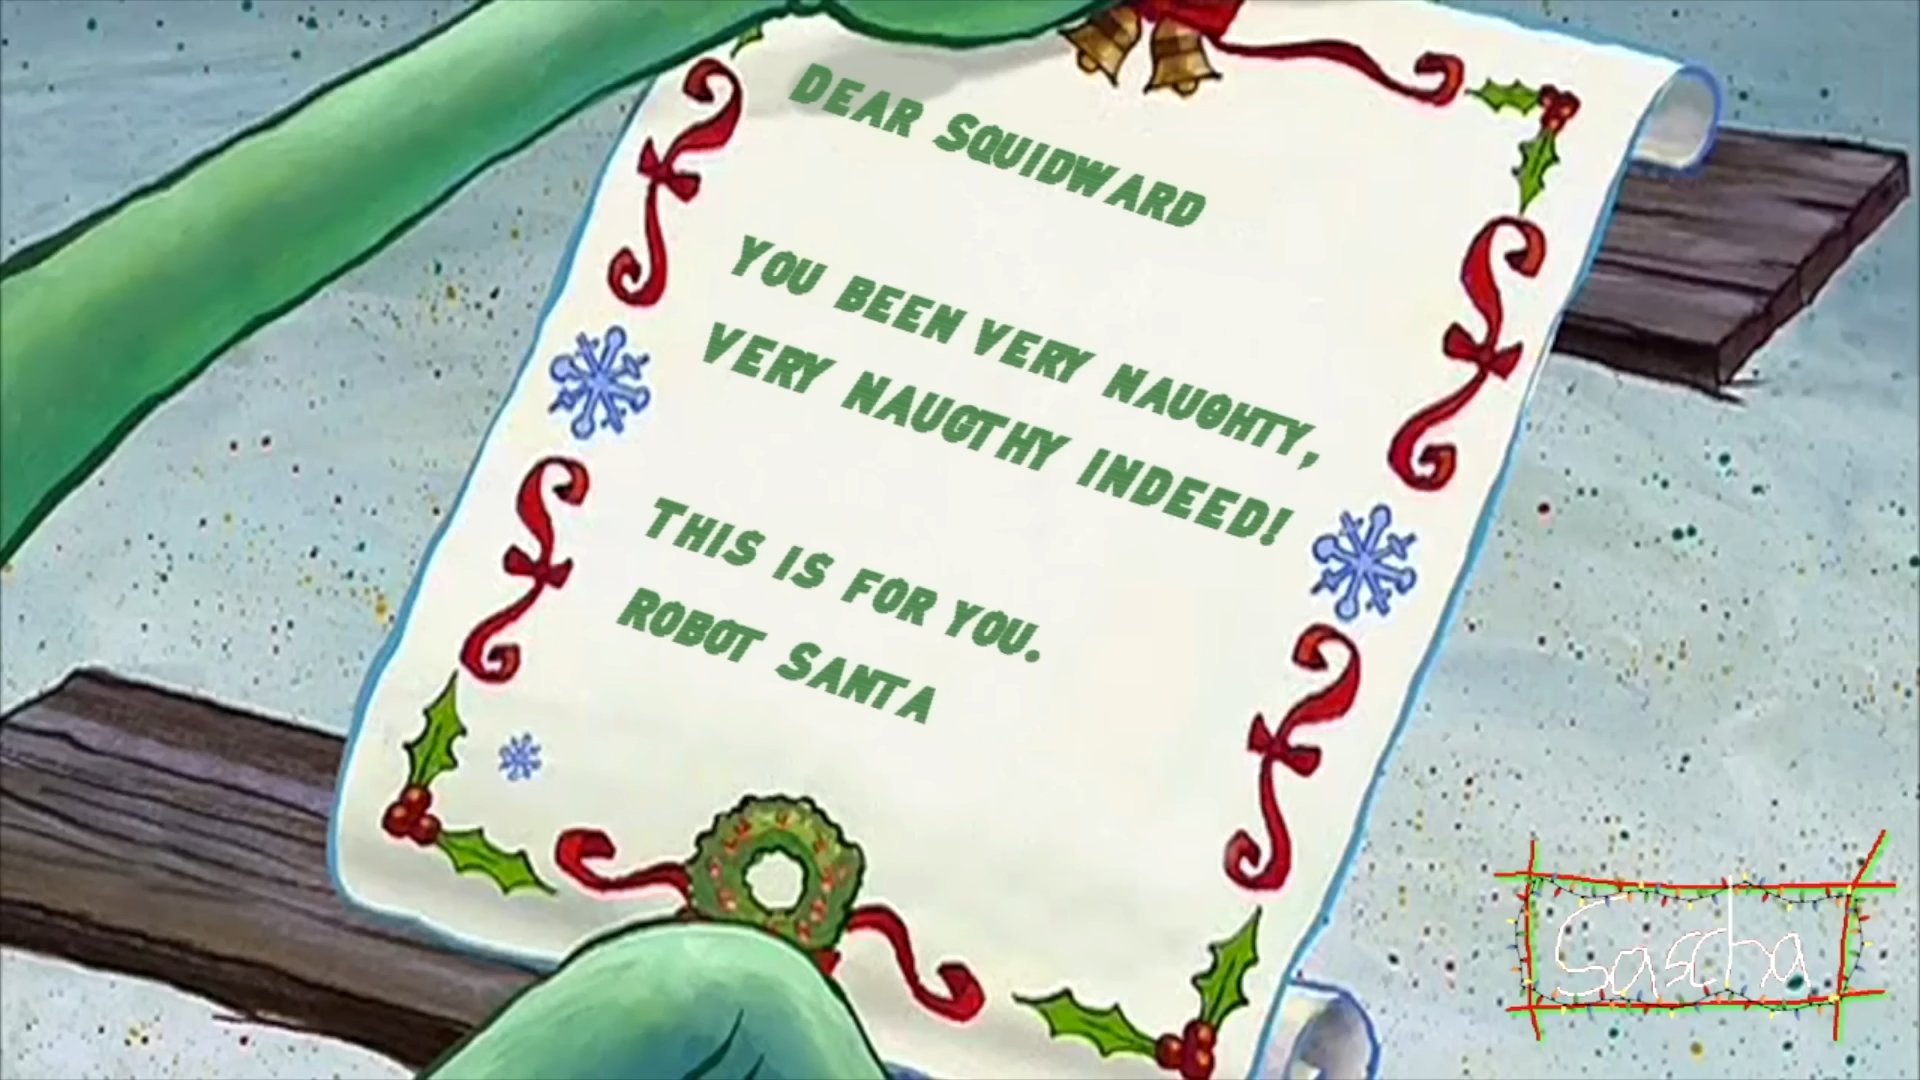 DEAR SQUIDWARD
YOU BEEN VERY NAUGHTY,
VERY NAUGTHY INDEED!
THIS IS FOR YOU.
ROBOT SANTA
Sascha